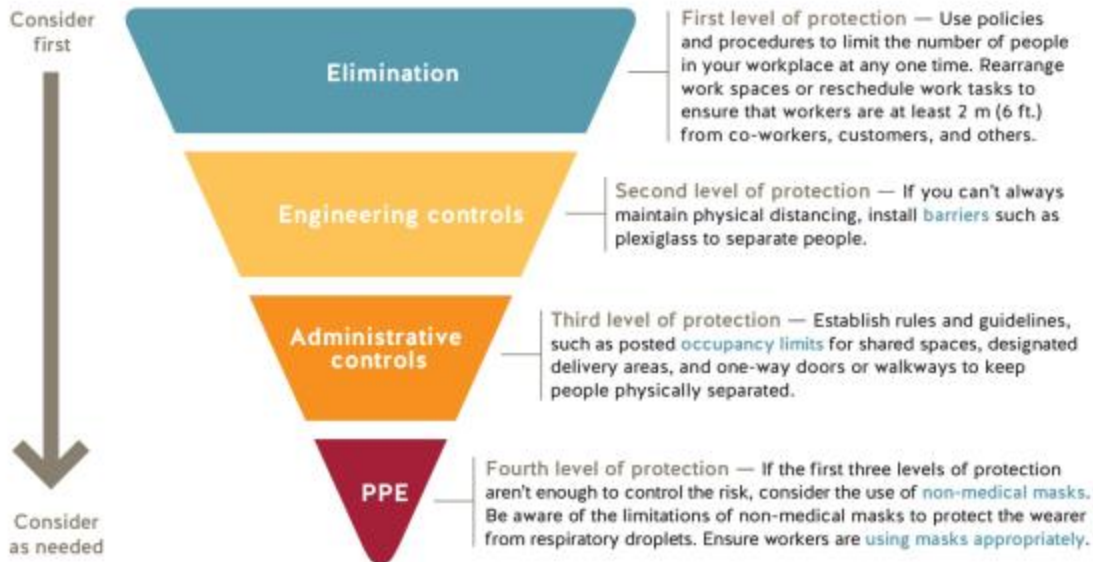 Consider
first
Elimination
First level of protection — Use policies
and procedures to limit the number of people
in your workplace at any one time. Rearrange
work spaces or reschedule work tasks to
ensure that workers are at least 2 m (6 ft.)
from co-workers, customers, and others.
Engineering controls
Second level of protection — If you can't always
maintain physical distancing, install barriers such as
plexiglass to separate people.
Administrative
controls
Third level of protection — Establish rules and guidelines,
such as posted occupancy limits for shared spaces, designated
delivery areas, and one-way doors or walkways to keep
people physically separated.
PPE
Fourth level of protection — If the first three levels of protection
aren't enough to control the risk, consider the use of non-medical masks.
Be aware of the limitations of non-medical masks to protect the wearer
from respiratory droplets. Ensure workers are using masks appropriately.
Consider
as needed